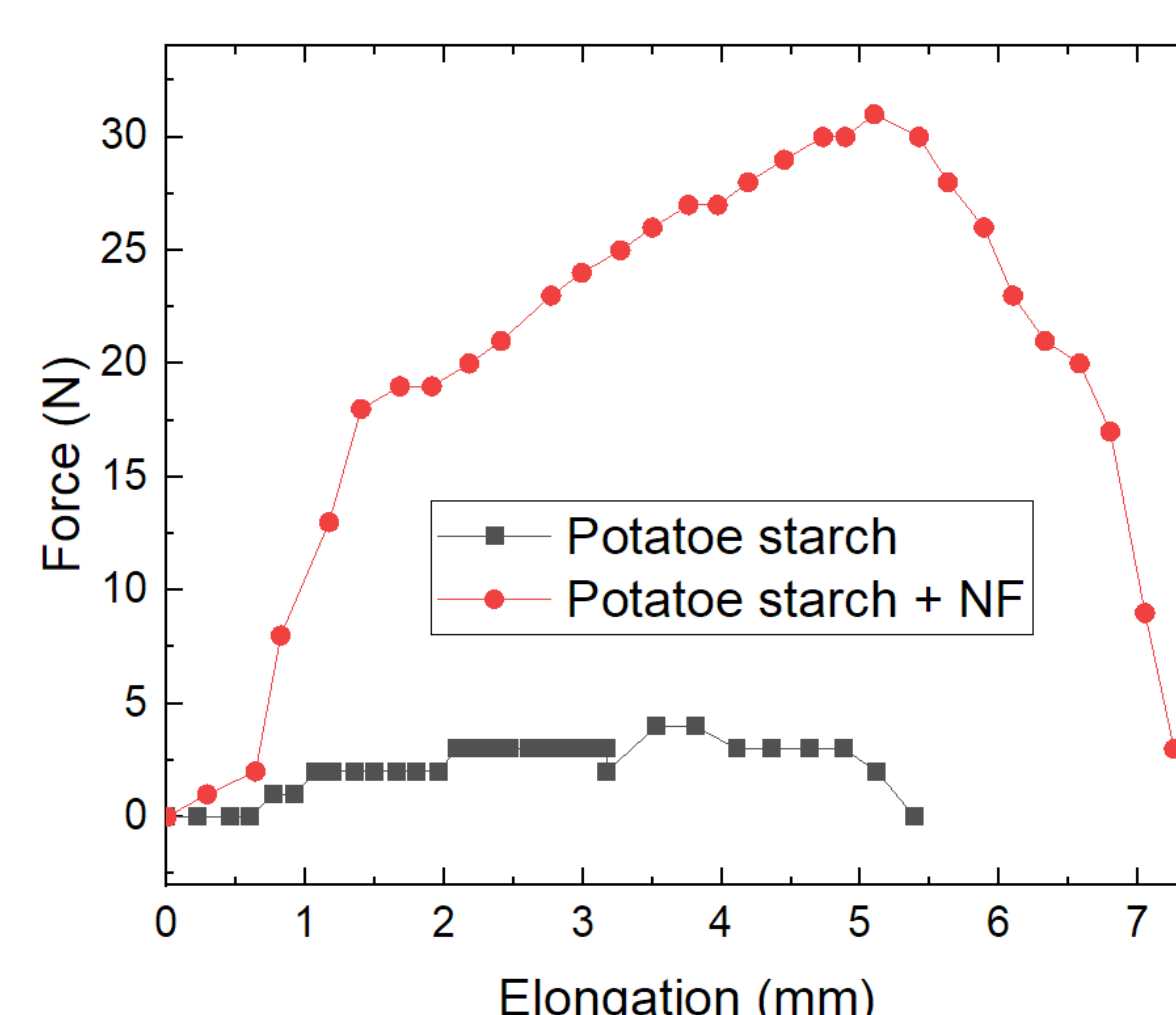 30
25
20
15
10
5
0
Force (N)
Potatoe starch
Potatoe starch + NF
0 1 2 3 4 5 6 7
Elongation (mm)